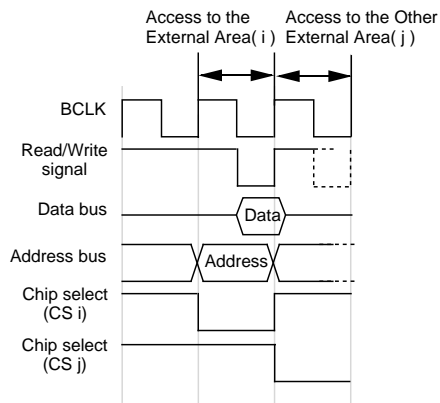 Access to the
External Area( i )
Access to the Other
External Area( j )
BCLK
Read/Write
signal
Data bus
Data
Address bus
Address
Chip select
(CS i)
Chip select
(CS j)